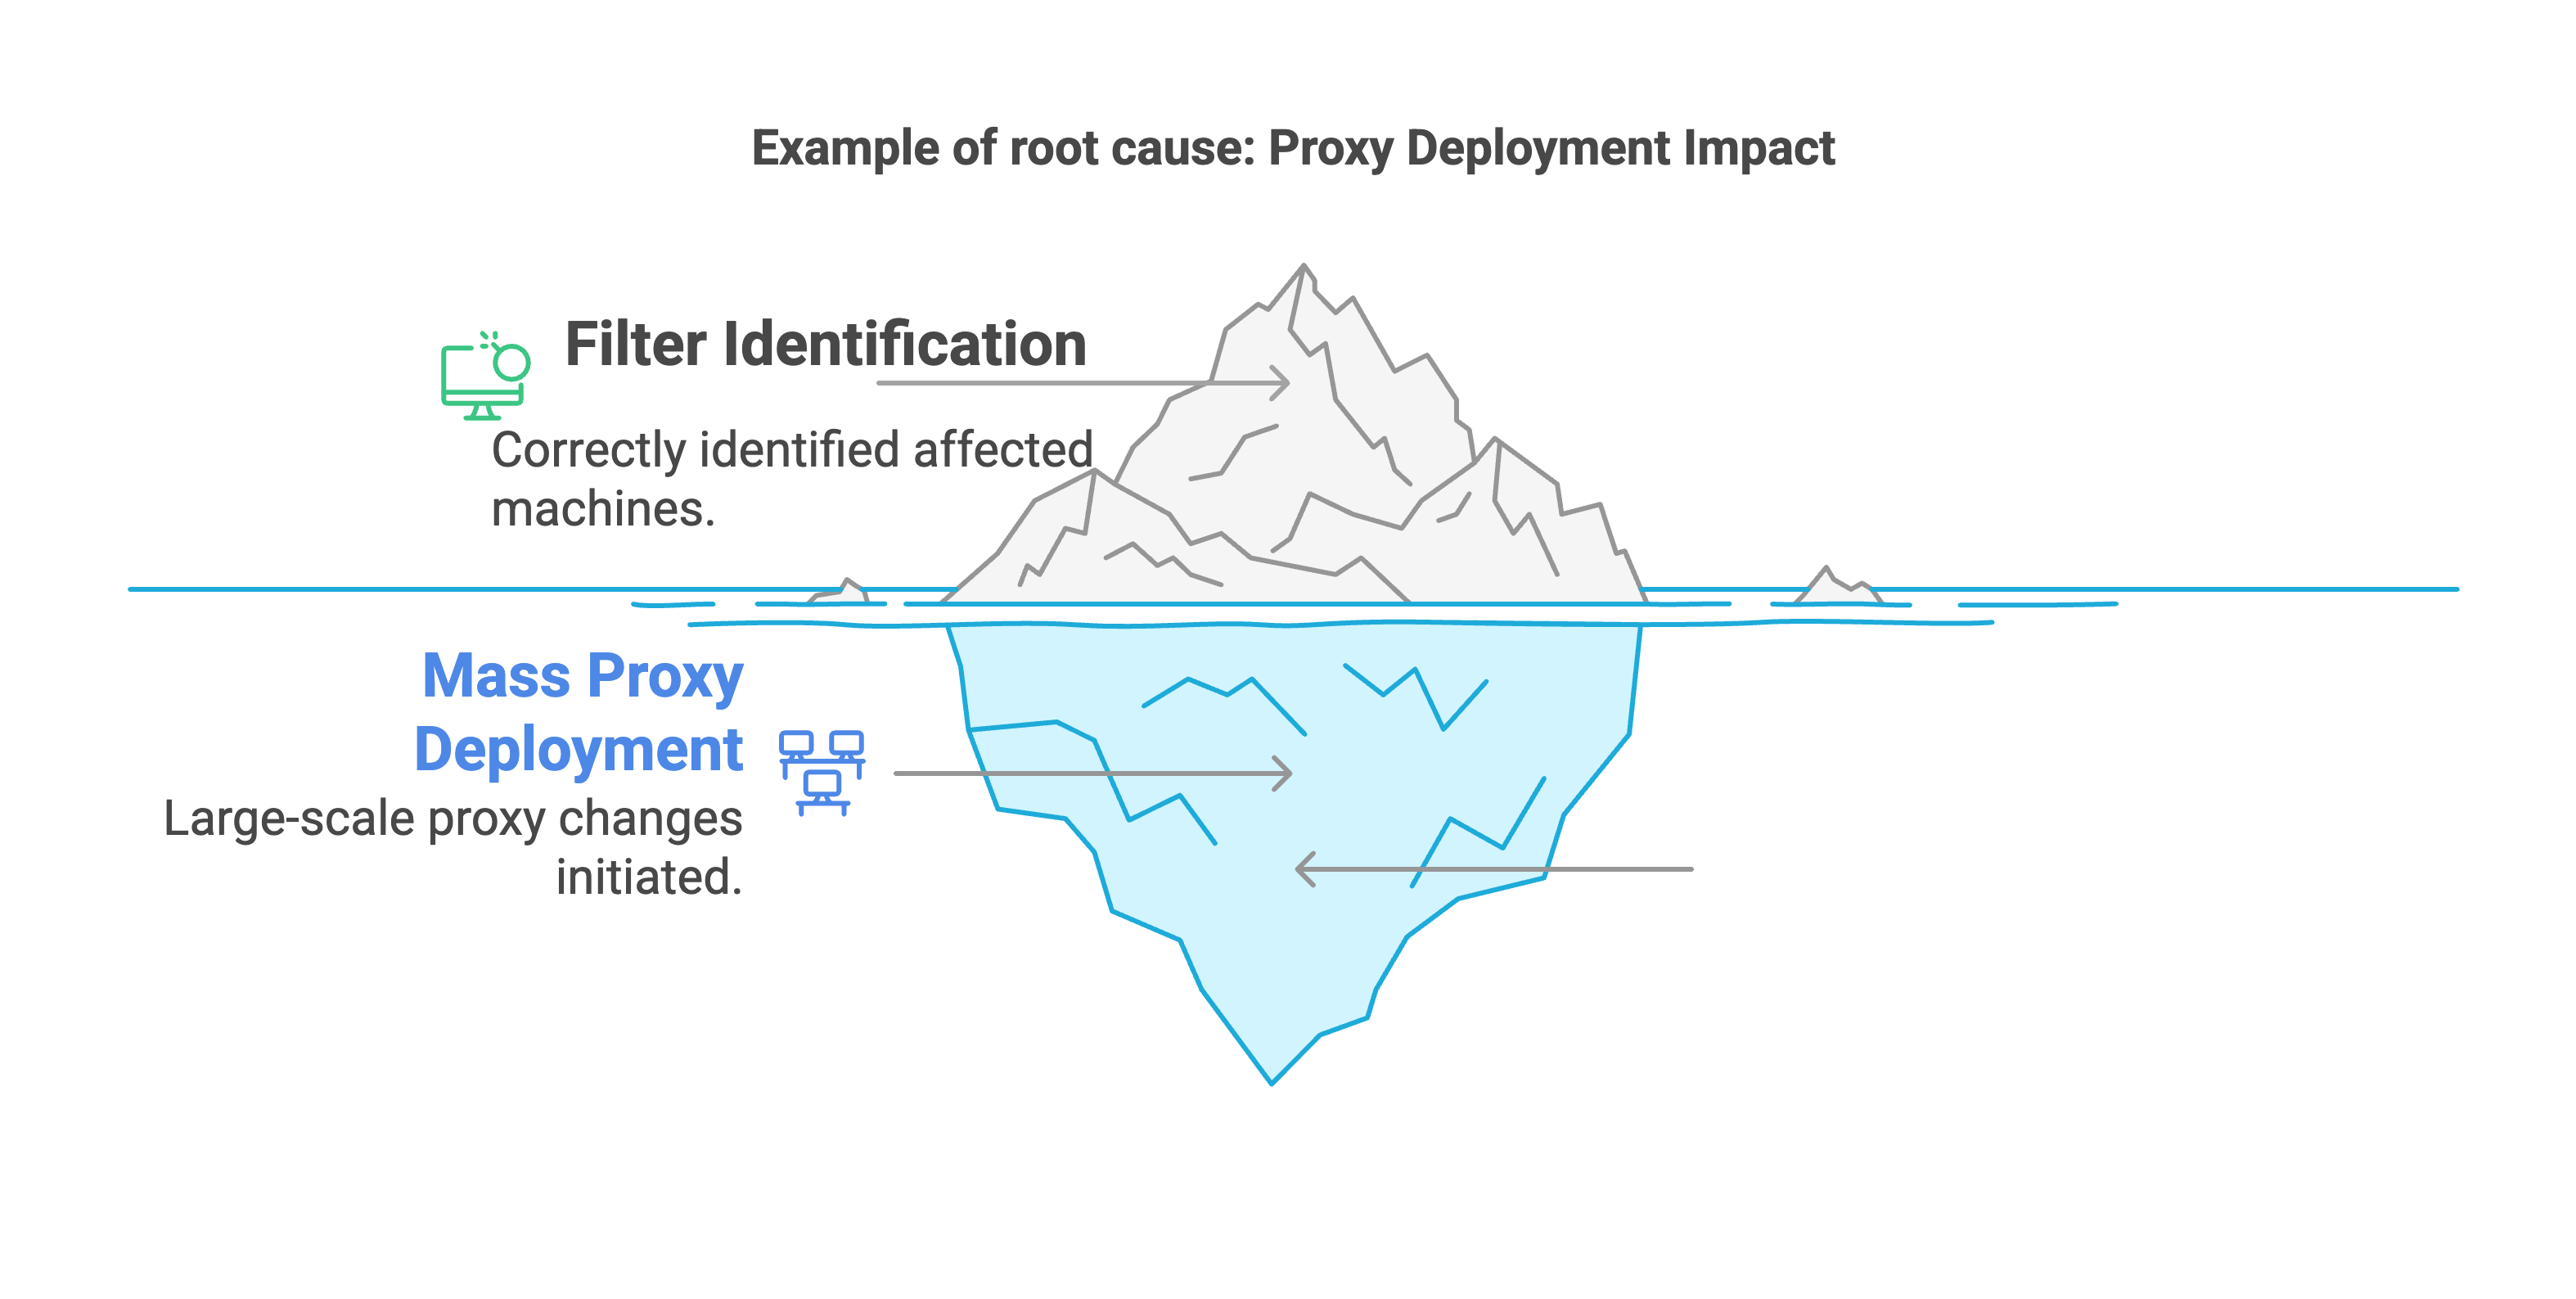 Example of root cause: Proxy Deployment Impact
Filter Identification
Correctly identified affected
machines.
Mass Proxy
Deployment
Large-scale proxy changes
initiated.